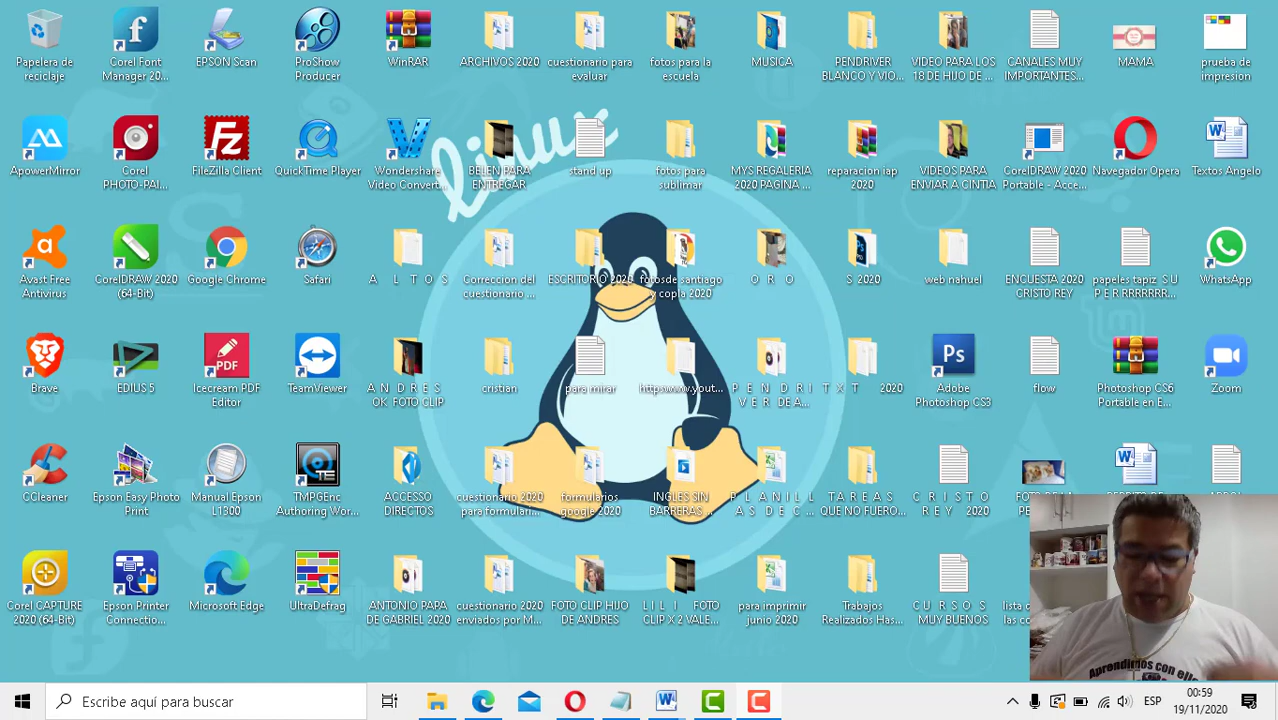 Papelera de
reciclaje
Corel Font
Manager 20...
EPSON Scan
ProShow
Producer
WinRAR
ARCHIVOS 2020
cuestionario para
evaluar
fotos para la
escuela
MUSICA
PENDRIVER
BLANCO Y VIO...
VIDEO PARA LOS
18 DE HIJO DE ...
CANALES MUY
IMPORTANTES...
MAMA
prueba de
impresion
ApowerMirror
Corel
PHOTO-PAI...
FileZilla Client
QuickTime Player
Wondershare
Video Convert...
BELEN PARA
ENTREGAR
stand up
fotos para
sublimar
MYS REGALERIA
2020 PAGINA ...
reparacion iap
2020
VIDEOS PARA
ENVIAR A CINTIA
CorelDRAW 2020
Portable - Acce...
Navegador Opera
Textos Angelo
linux
Avast Free
Antivirus
CorelDRAW 2020
(64-Bit)
Google Chrome
Safari
A L T O S
Correccion del
cuestionario ...
ESCRITORIO 2020
fotosde santiago
y copia 2020
O R O
S 2020
web nahuel
ENCUESTA 2020
CRISTO REY
papeles tapiz S U
P E R RRRRRRR...
WhatsApp
Brave
EDIUS 5
Icecream PDF
Editor
TeamViewer
A N D R E S
OK FOTO CLIP
cristian
para mirar
httpwww.yout...
P E N D R I
V E R DE A...
T X T 2020
Adobe
Photoshop CS3
flow
Photoshop CS6
Portable en E...
Zoom
CCleaner
Epson Easy Photo
Print
Manual Epson
L1300
TMPGEnc
Authoring Wor...
ACCESO
DIRECTOS
cuestionario 2020
para formulari...
formularios
google 2020
INGLES SIN
BARRERAS ...
P L A N I L L
A S D E C ...
T A R E A S
QUE NO FUERO...
C R I S T O
R E Y 2020
Corel CAPTURE
2020 (64-Bit)
Epson Printer
Connectio...
Microsoft Edge
UltraDefrag
ANTONIO PAPA
DE GABRIEL 2020
cuestionario 2020
enviados por M...
FOTO CLIP HIJO
DE ANDRES
L I L I FOTO
CLIP X 2 VALE...
para imprimir
junio 2020
Trabajos
Realizados Has...
C U R S O S
MUY BUENOS
Aprendimos con el
Escribe aquí para buscar
ESP
00:59
19/11/2020